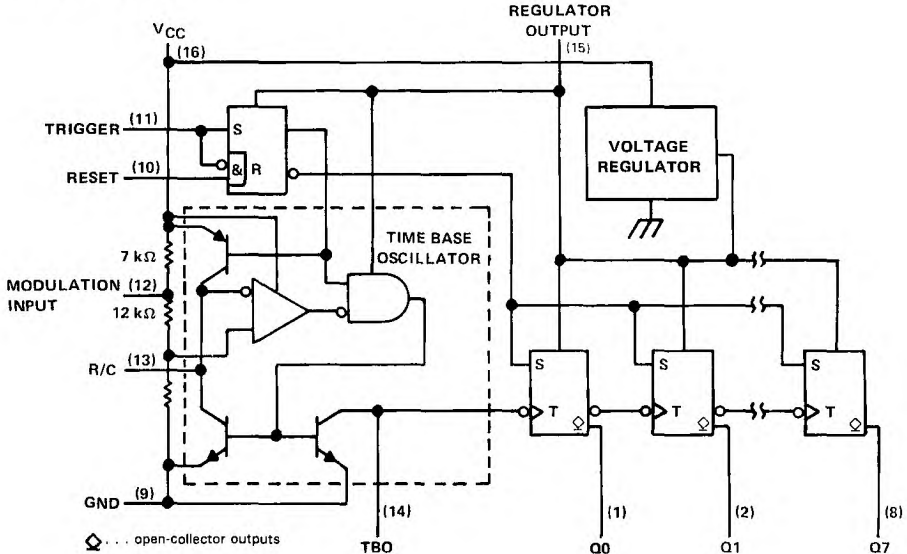 REGULATOR
OUTPUT
(15)
VCC
(16)
TRIGGER (11)
S
& R
RESET (10)
VOLTAGE
REGULATOR
TIME BASE
OSCILLATOR
7 kΩ
MODULATION (12)
INPUT
12 kΩ
R/C (13)
S
S
S
T
T
T
GND (9)
(14)
(1)
(2)
(8)
. . . open-collector outputs
TBO
Q0
Q1
Q7